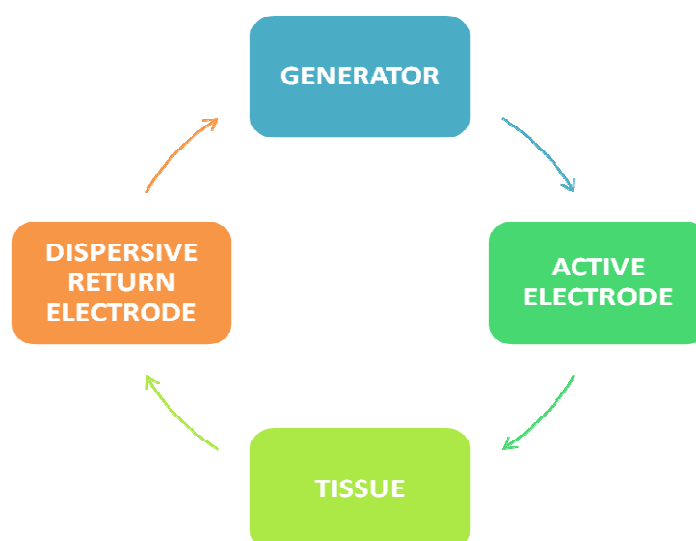 GENERATOR
ACTIVE
ELECTRODE
TISSUE
DISPERSIVE
RETURN
ELECTRODE